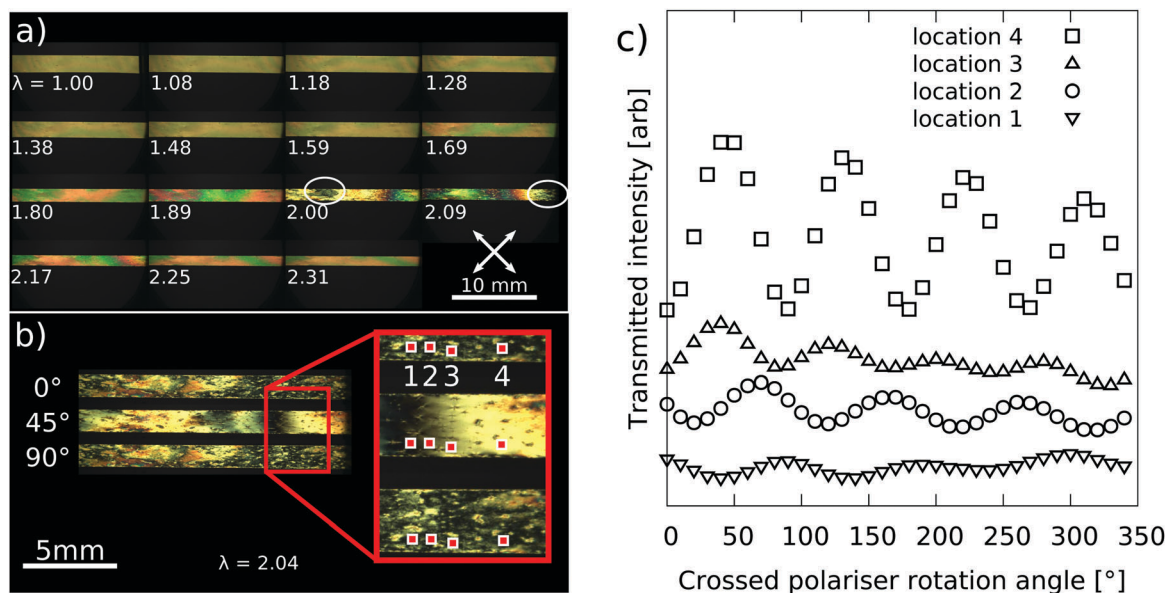 a)
λ = 1.00 1.08 1.18 1.28
1.38 1.48 1.59 1.69
1.80 1.89 2.00 2.09
2.17 2.25 2.31
10 mm
b)
0°
45°
90°
1 2 3 4
5mm
λ = 2.04
c)
location 4
location 3
location 2
location 1
Transmitted intensity [arb]
0 50 100 150 200 250 300 350
Crossed polariser rotation angle [°]